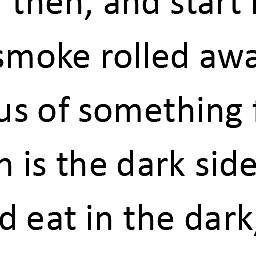 then, and start
smoke rolled awa
us of something
n is the dark side
d eat in the dark,